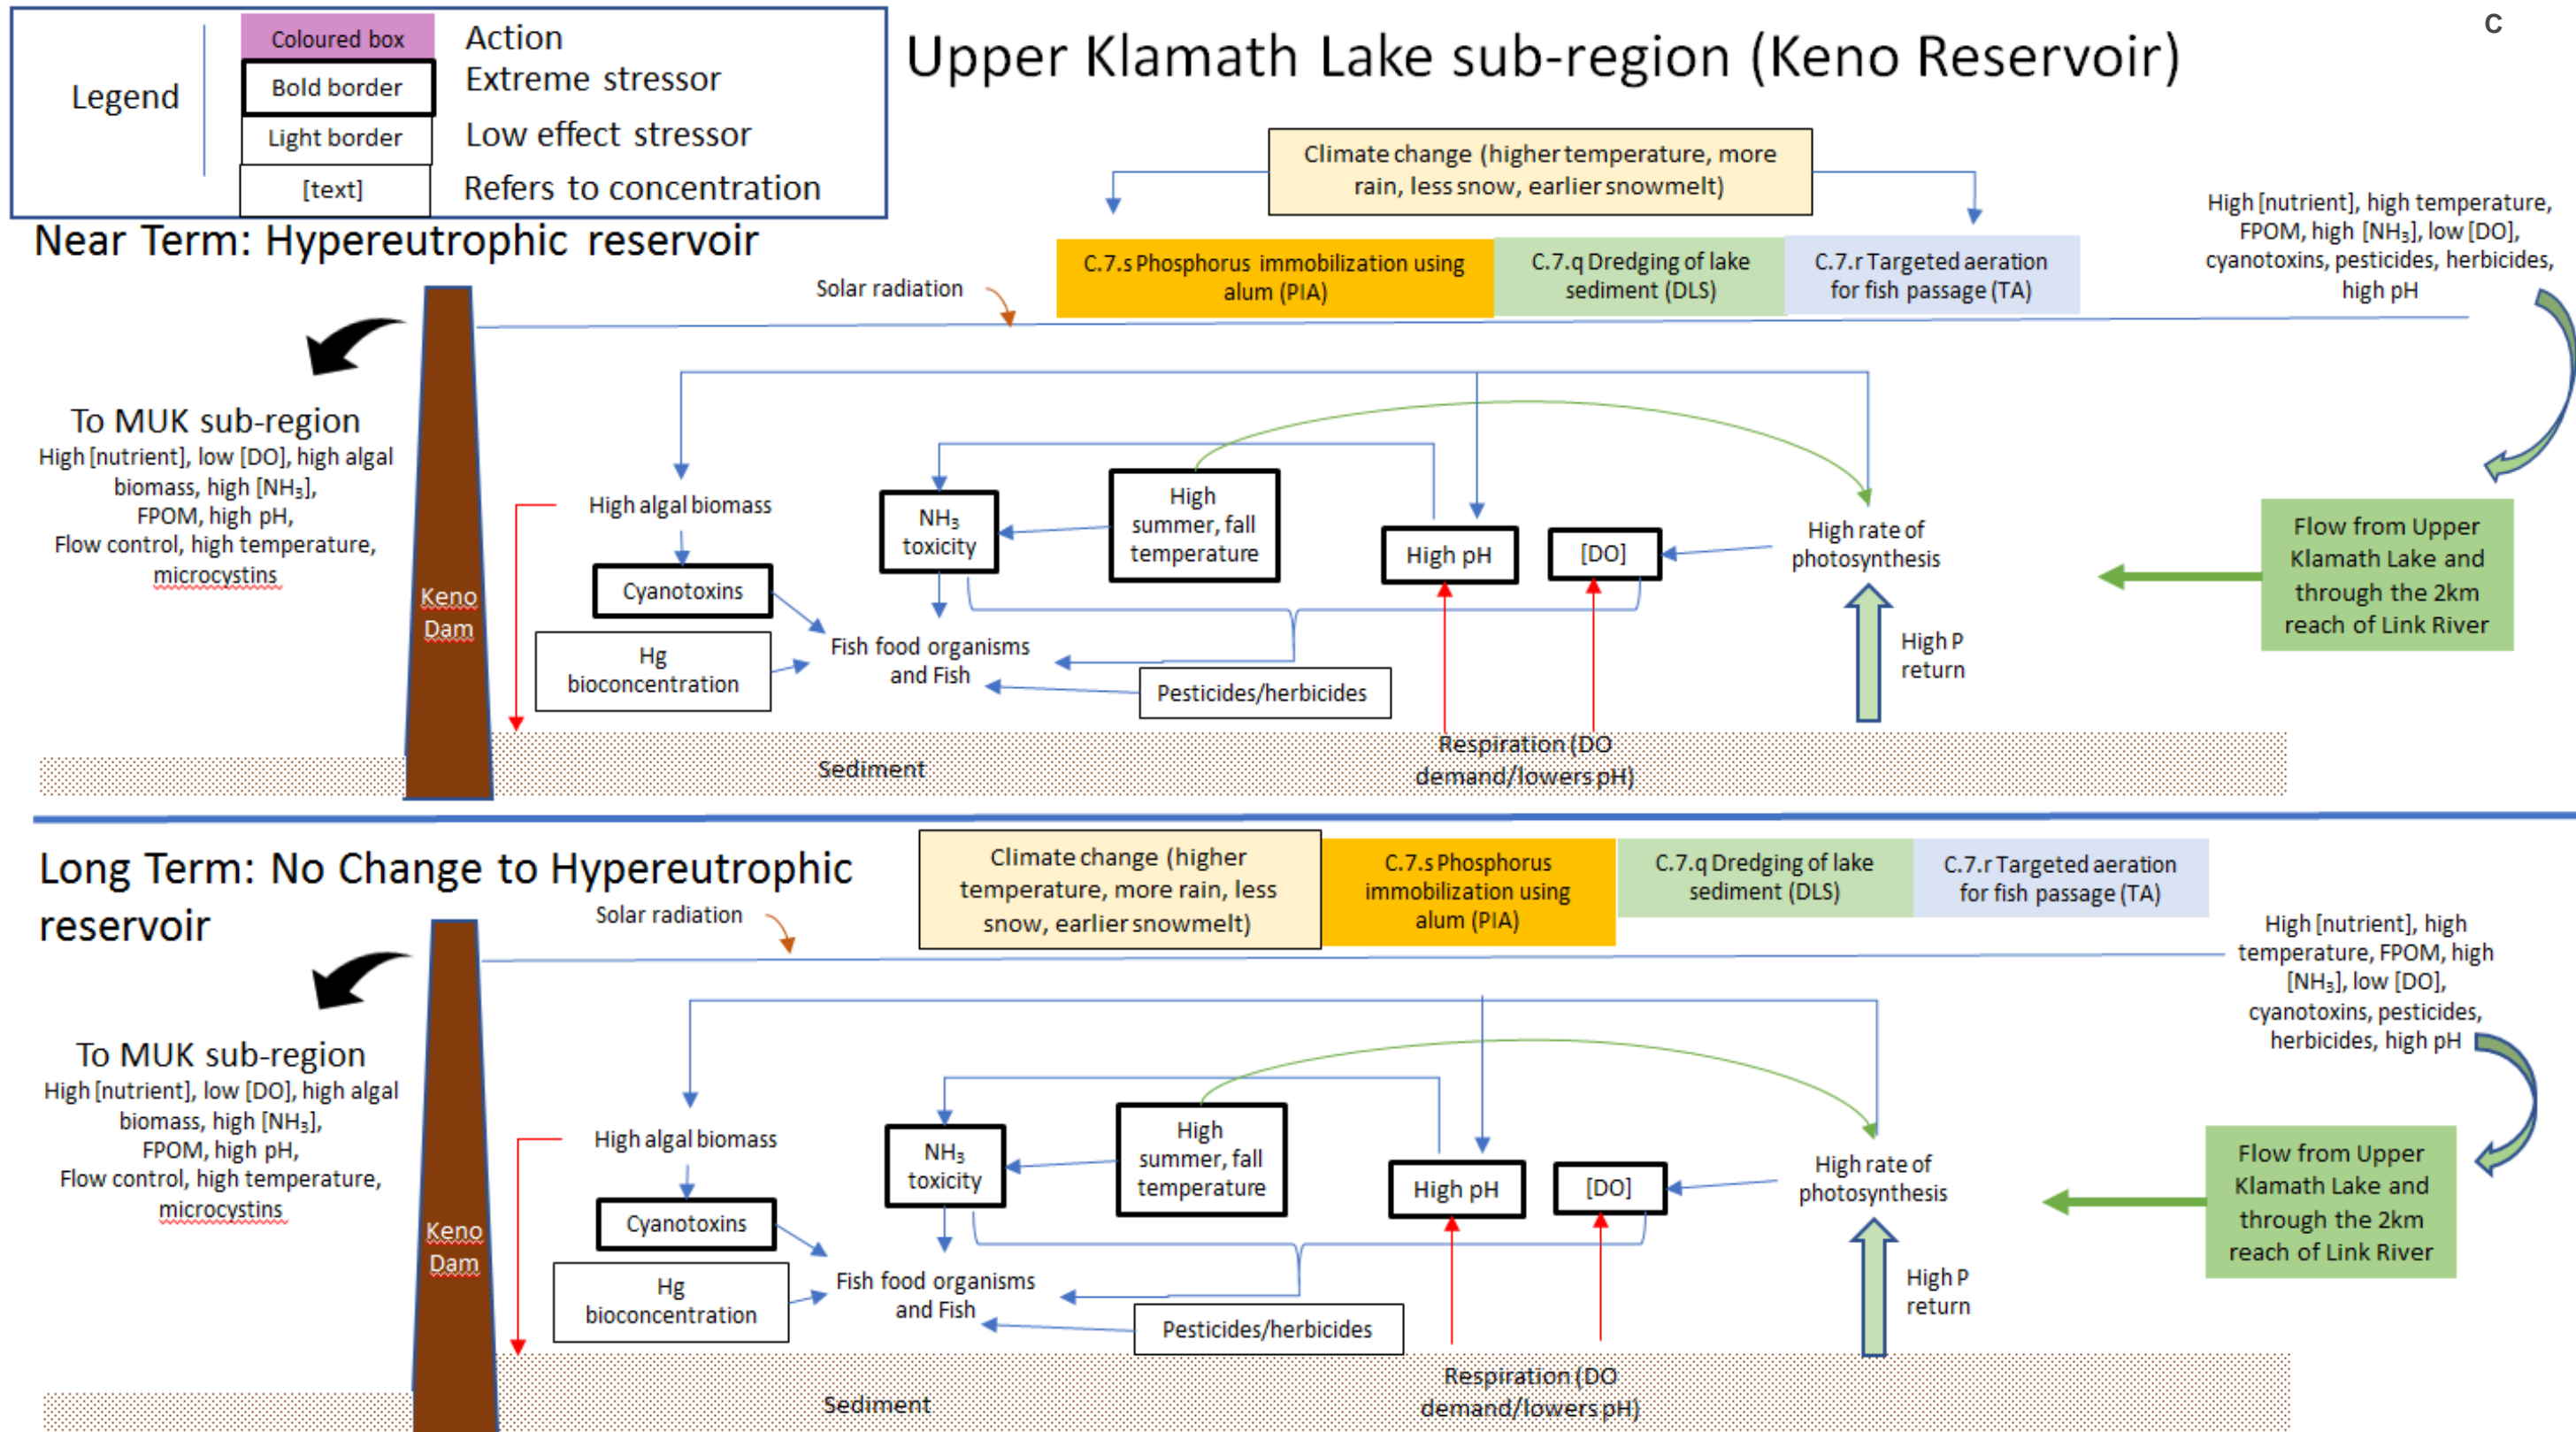 C
Legend
Coloured box
Action
Bold border
Extreme stressor
Light border
Low effect stressor
[text]
Refers to concentration
Upper Klamath Lake sub-region (Keno Reservoir)
Near Term: Hypereutrophic reservoir
Climate change (higher temperature, more
rain, less snow, earlier snowmelt)
Solar radiation
C.7.s Phosphorus immobilization using
alum (PIA)
C.7.q Dredging of lake
sediment (DLS)
C.7.r Targeted aeration
for fish passage (TA)
High [nutrient], high temperature,
FPOM, high [NH₃], low [DO],
cyanotoxins, pesticides, herbicides,
high pH
To MUK sub-region
High [nutrient], low [DO], high algal
biomass, high [NH₃],
FPOM, high pH,
Flow control, high temperature,
microcystins
Keno
Dam
High algal biomass
Cyanotoxins
Hg
bioconcentration
NH₃
toxicity
Fish food organisms
and Fish
High
summer, fall
temperature
Pesticides/herbicides
High pH
[DO]
High rate of
photosynthesis
High P
return
Flow from Upper
Klamath Lake and
through the 2km
reach of Link River
Sediment
Respiration (DO
demand/lowers pH)
Long Term: No Change to Hypereutrophic
reservoir
Solar radiation
Climate change (higher
temperature, more rain, less
snow, earlier snowmelt)
C.7.s Phosphorus
immobilization using
alum (PIA)
C.7.q Dredging of lake
sediment (DLS)
C.7.r Targeted aeration
for fish passage (TA)
High [nutrient], high
temperature, FPOM, high
[NH₃], low [DO],
cyanotoxins, pesticides,
herbicides, high pH
To MUK sub-region
High [nutrient], low [DO], high algal
biomass, high [NH₃],
FPOM, high pH,
Flow control, high temperature,
microcystins
Keno
Dam
High algal biomass
Cyanotoxins
Hg
bioconcentration
NH₃
toxicity
Fish food organisms
and Fish
High
summer, fall
temperature
Pesticides/herbicides
High pH
[DO]
High rate of
photosynthesis
High P
return
Flow from Upper
Klamath Lake and
through the 2km
reach of Link River
Sediment
Respiration (DO
demand/lowers pH)